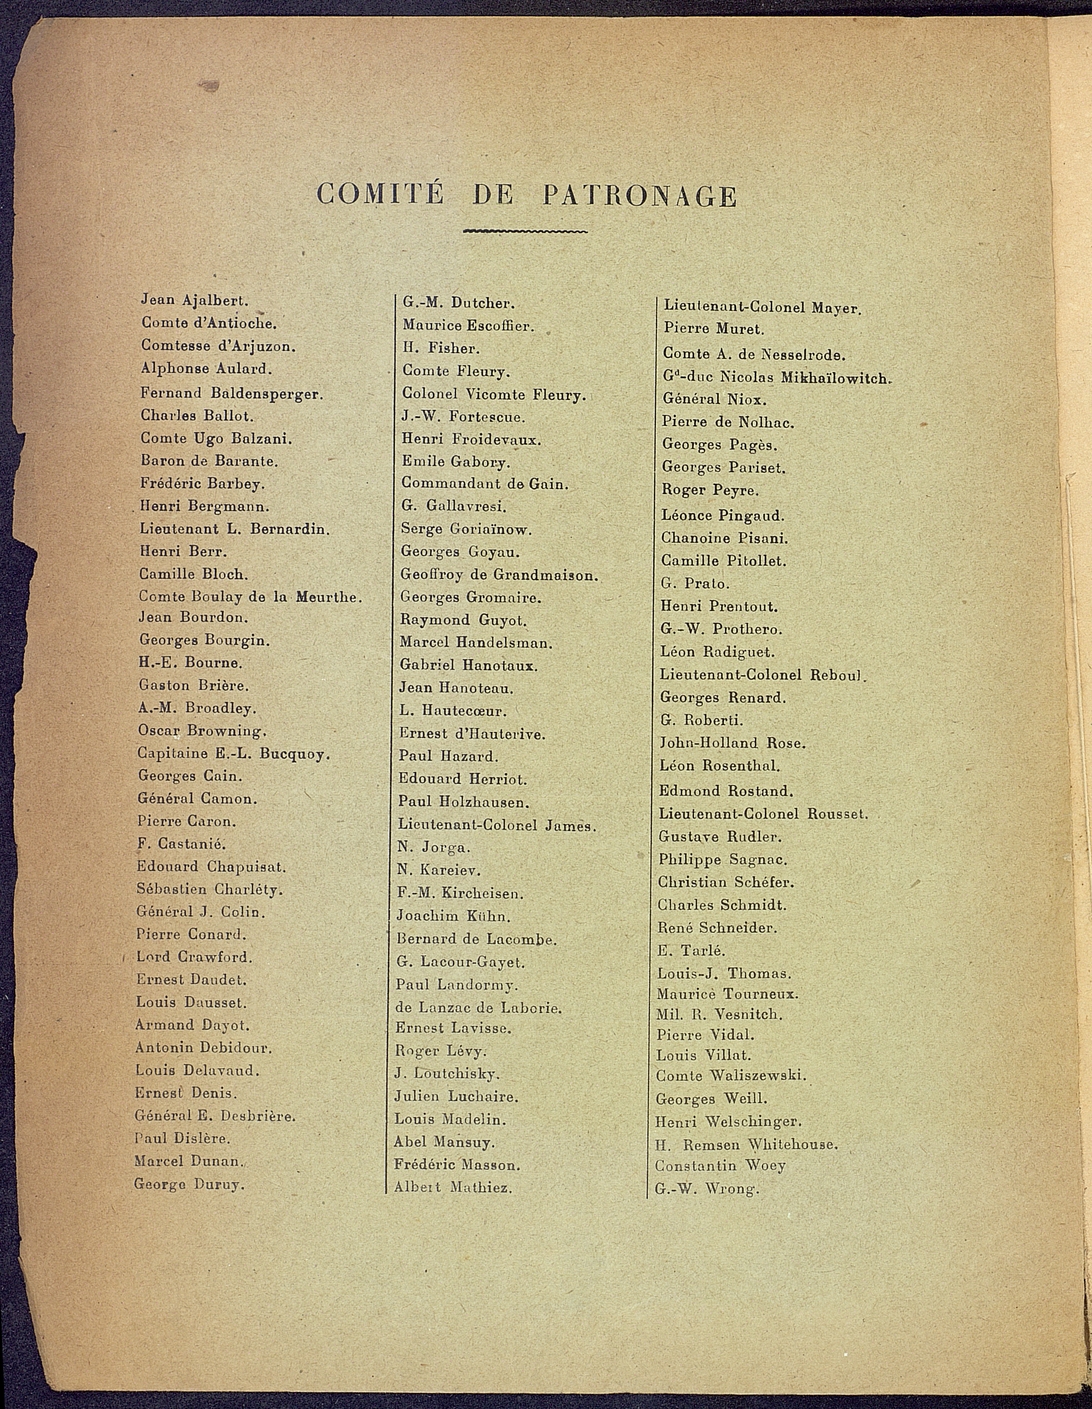 COMITÉ DE PATRONAGE
Jean Ajalbert.
Comte d'Antioche.
Comtesse d'Arjuzon.
Alphonse Aulard.
Fernand Baldensperger.
Charles Ballot.
Comte Ugo Balzani.
Baron de Barante.
Frédéric Barbey.
Henri Bergmann.
Lieutenant L. Bernardin.
Henri Berr.
Camille Bloch.
Comte Boulay de la Meurthe.
Jean Bourdon.
Georges Bourgin.
H.-E. Bourne.
Gaston Brière.
A.-M. Broadley.
Oscar Browning.
Capitaine E.-L. Bucquoy.
Georges Cain.
Général Camon.
Pierre Caron.
F. Castanié.
Edouard Chapuisat.
Sébastien Charléty.
Général J. Colin.
Pierre Conard.
Lord Crawford.
Ernest Daudet.
Louis Dausset.
Armand Dayot.
Antonin Debidour.
Louis Delavaud.
Ernest Denis.
Général E. Desbrière.
Paul Dislère.
Marcel Dunan.
George Duruy.
G.-M. Dutcher.
Maurice Escoffier.
H. Fisher.
Comte Fleury.
Colonel Vicomte Fleury.
J.-W. Fortescue.
Henri Froidevaux.
Emile Gabory.
Commandant de Gain.
G. Gallavresi.
Serge Goriaïnow.
Georges Goyau.
Geoffroy de Grandmaison.
Georges Gromaire.
Raymond Guyot.
Marcel Handelsman.
Gabriel Hanotaux.
Jean Hanoteau.
L. Hautecœur.
Ernest d'Hauterive.
Paul Hazard.
Edouard Herriot.
Paul Holzhausen.
Lieutenant-Colonel James.
N. Jorga.
N. Kareiev.
F.-M. Kircheisen.
Joachim Kühn.
Bernard de Lacombe.
G. Lacour-Gayet.
Paul Landormy.
de Lanzac de Laborie.
Ernest Lavisse.
Roger Lévy.
J. Loutchisky.
Julien Luchaire.
Louis Madelin.
Abel Mansuy.
Frédéric Masson.
Albert Mathiez.
Lieutenant-Colonel Mayer.
Pierre Muret.
Comte A. de Nesselrode.
Gd-duc Nicolas Mikhaïlowitch.
Général Niox.
Pierre de Nolhac.
Georges Pagès.
Georges Pariset.
Roger Peyre.
Léonce Pingaud.
Chanoine Pisani.
Camille Pitollet.
G. Prato.
Henri Prentout.
G.-W. Prothero.
Léon Radiguet.
Lieutenant-Colonel Reboul.
Georges Renard.
G. Roberti.
John-Holland Rose.
Léon Rosenthal.
Edmond Rostand.
Lieutenant-Colonel Rousset.
Gustave Rudler.
Philippe Sagnac.
Christian Schéfer.
Charles Schmidt.
René Schneider.
E. Tarlé.
Louis-J. Thomas.
Maurice Tourneux.
Mil. R. Vesnitch.
Pierre Vidal.
Louis Villat.
Comte Waliszewski.
Georges Weill.
Henri Welschinger.
H. Remsen Whitehouse.
Constantin Woey
G.-W. Wrong.